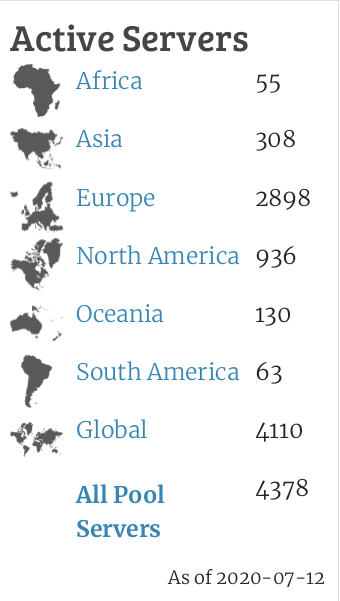 Active Servers
Africa 55
Asia 308
Europe 2898
North America 936
Oceania 130
South America 63
Global 4110
All Pool 4378
Servers
As of 2020-07-12